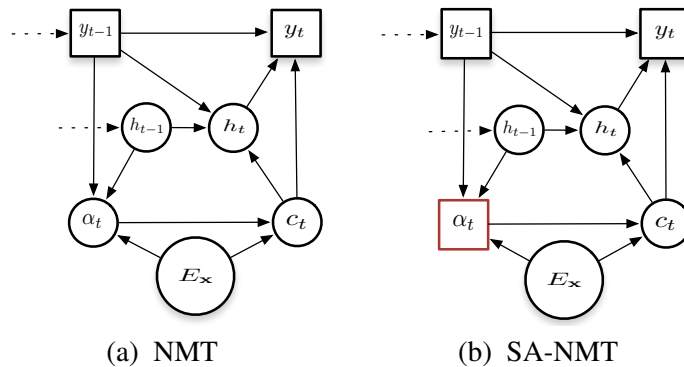 y_{t-1} y_t y_{t-1} y_t
h_{t-1} h_t h_{t-1} h_t
α_t c_t α_t c_t
E_x E_x
(a) NMT (b) SA-NMT